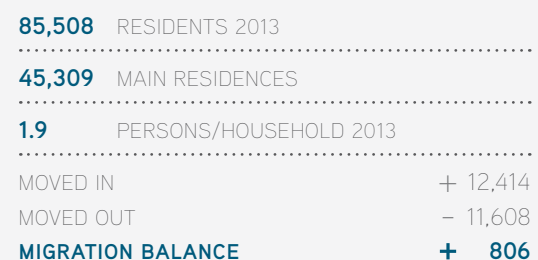 85,508 RESIDENTS 2013
45,309 MAIN RESIDENCES
1.9 PERSONS/HOUSEHOLD 2013
MOVED IN + 12,414
MOVED OUT – 11,608
MIGRATION BALANCE + 806